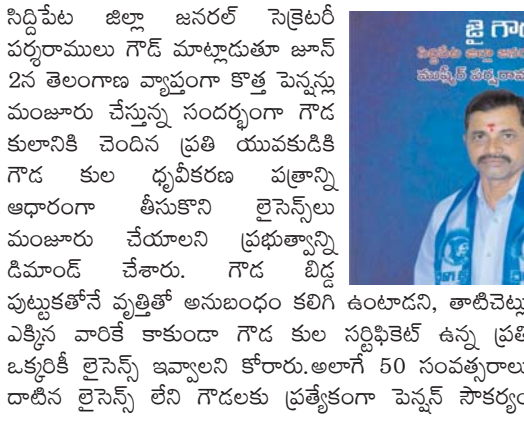 సిద్దిపేట జిల్లా జనరల్ సెక్రెటరీ
పర్శరాములు గౌడ్ మాట్లాడుతూ జూన్
2న తెలంగాణ వ్యాప్తంగా కొత్త పెన్షన్లు
మంజూరు చేస్తున్న సందర్భంగా గౌడ
కులానికి చెందిన ప్రతి యువకుడికి
గౌడ కుల ధృవీకరణ పత్రాన్ని
ఆధారంగా తీసుకొని లైసెన్స్‌లు
మంజూరు చేయాలని ప్రభుత్వాన్ని
డిమాండ్ చేశారు. గౌడ బిడ్డ
పుట్టుకతోనే వృత్తితో అనుబంధం కలిగి ఉంటాడని, తాటిచెట్లు
ఎక్కిన వారికే కాకుండా గౌడ కుల సర్టిఫికెట్ ఉన్న ప్రతి
ఒక్కరికీ లైసెన్స్ ఇవ్వాలని కోరారు.అలాగే 50 సంవత్సరాలు
దాటిన లైసెన్స్ లేని గౌడలకు ప్రత్యేకంగా పెన్షన్ సౌకర్యం
జై గౌ
సిద్దిపేట జిల్లా